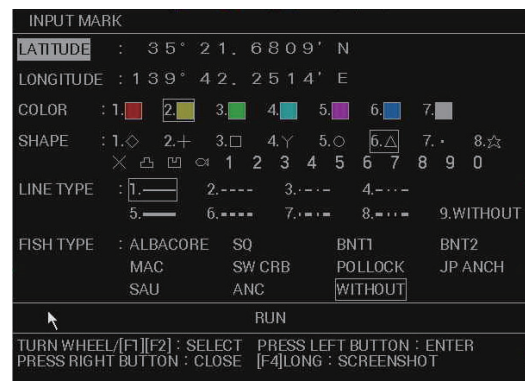 INPUT MARK
LATITUDE : 35°21.6809' N
LONGITUDE : 139°42.2514' E
COLOR : 1. 2. 3. 4. 5. 6. 7.
SHAPE : 1.◇ 2.+ 3.□ 4.Y 5.○ 6.△ 7.・ 8.☆
1 2 3 4 5 6 7 8 9 0
LINE TYPE : 1.── 2.---- 3.-·-·- 4.-··-
5.── 6.---- 7.-·-·- 8.-··- 9.WITHOUT
FISH TYPE : ALBACORE SQ BNT1 BNT2
MAC SW CRB POLLOCK JP ANCH
SAU ANC WITHOUT
RUN
TURN WHEEL/[F1][F2] : SELECT PRESS LEFT BUTTON : ENTER
PRESS RIGHT BUTTON : CLOSE [F4]LONG : SCREENSHOT